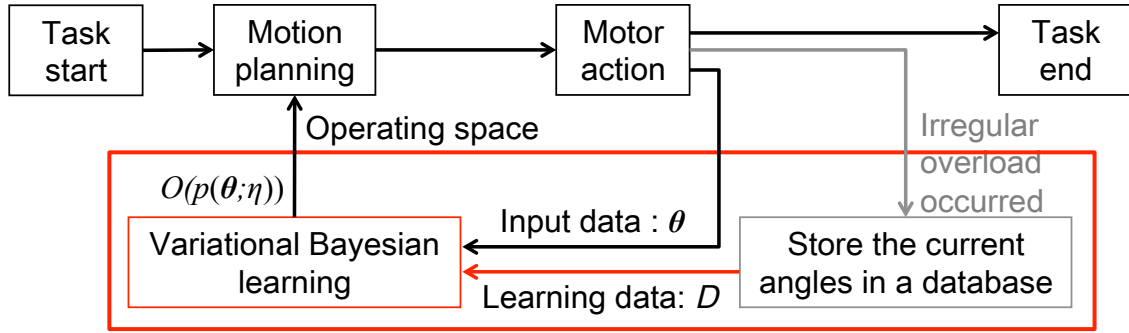 Task
start
Motion
planning
Motor
action
Task
end
Operating space
Irregular
overload
occurred
O(p(θ;η))
Input data : θ
Variational Bayesian
learning
Store the current
angles in a database
Learning data: D